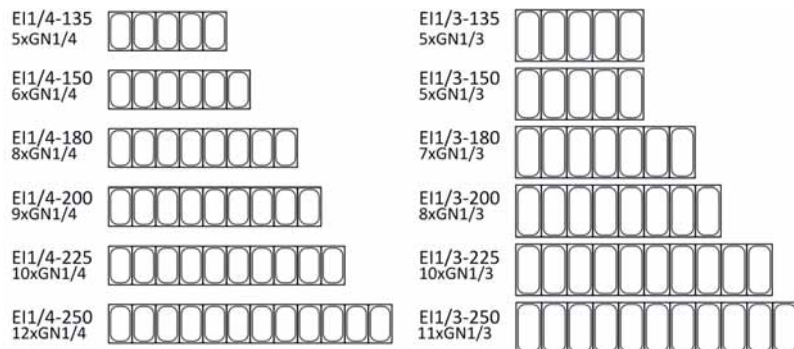 EI1/4-135
5xGN1/4
EI1/4-150
6xGN1/4
EI1/4-180
8xGN1/4
EI1/4-200
9xGN1/4
EI1/4-225
10xGN1/4
EI1/4-250
12xGN1/4
EI1/3-135
5xGN1/3
EI1/3-150
5xGN1/3
EI1/3-180
7xGN1/3
EI1/3-200
8xGN1/3
EI1/3-225
10xGN1/3
EI1/3-250
11xGN1/3